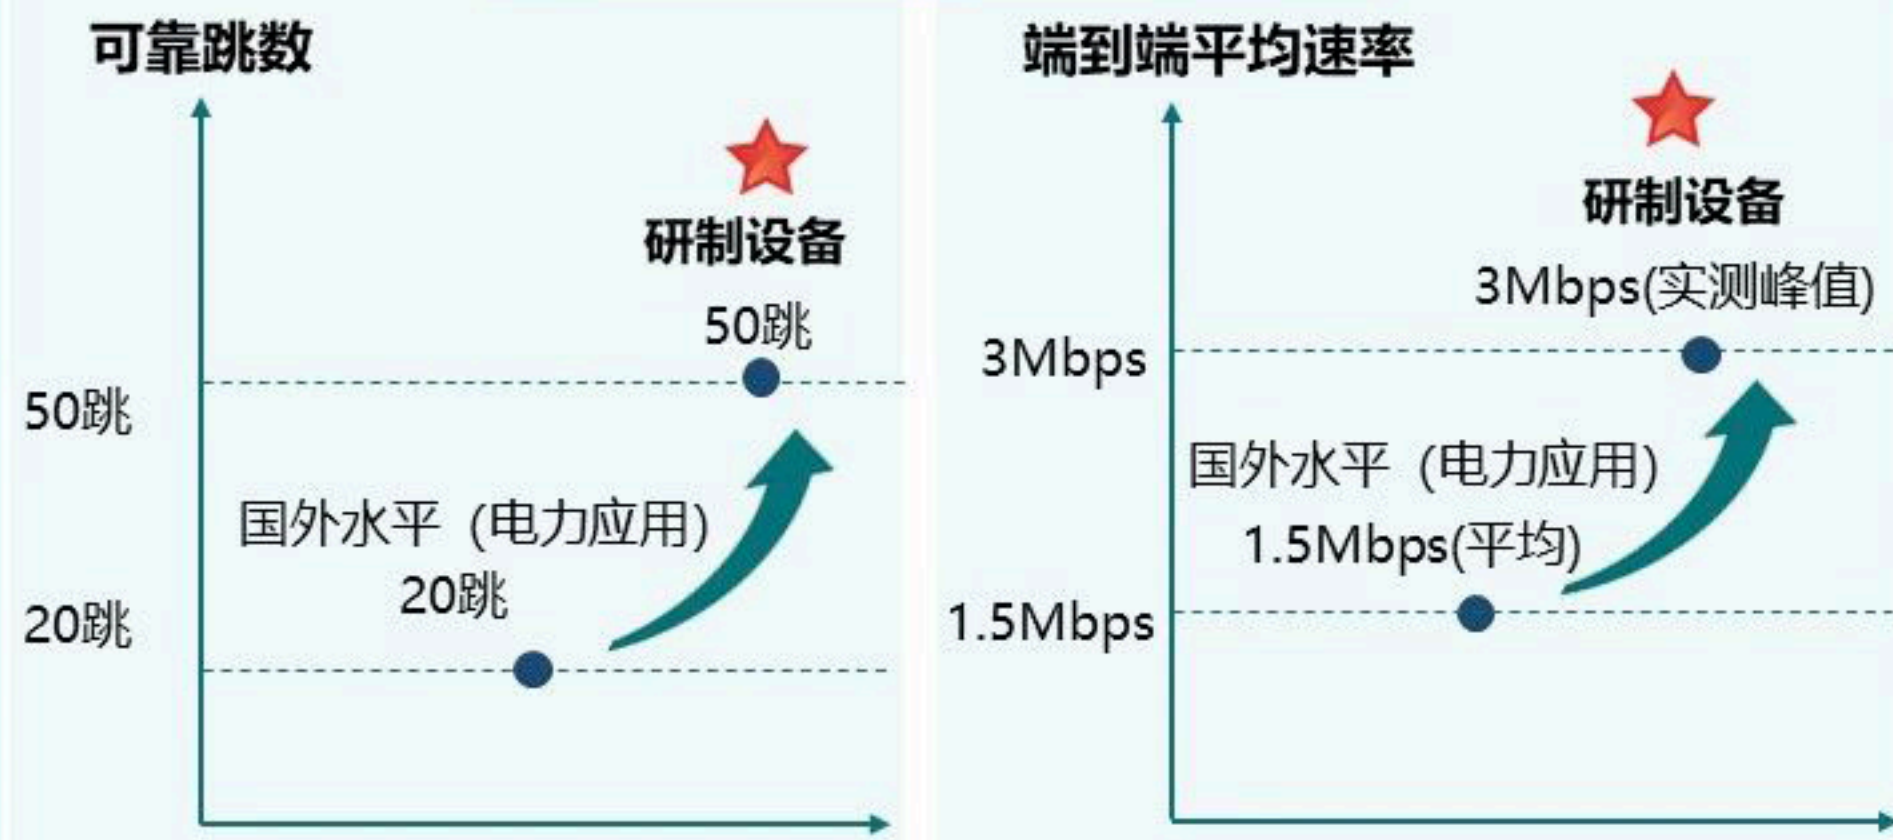 可靠跳数
研制设备
50跳
50跳
国外水平 (电力应用)
20跳
20跳
端到端平均速率
研制设备
3Mbps(实测峰值)
3Mbps
国外水平 (电力应用)
1.5Mbps(平均)
1.5Mbps